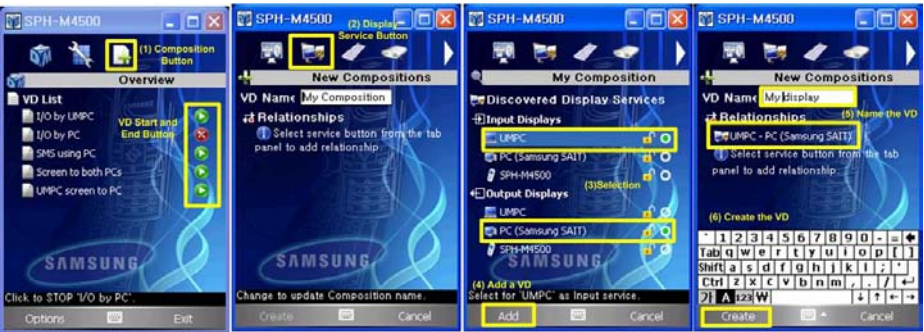 SPH-M4500
(1) Composition
Button
Overview
VD List
I/O by UMPC
VD Start and
End Button
I/O by PC
SMS using PC
Screen to both PCs
UMPC screen to PC
SAMSUNG
Click to STOP 'I/O by PC'.
Options
Exit
SPH-M4500
(2) Display
Service Button
New Compositions
VD Name
My Composition
Relationships
Select service button from the tab
panel to add relationship.
SAMSUNG
Change to update Composition name.
Create
Cancel
SPH-M4500
My Composition
Discovered Display Services
Input Displays
UMPC
PC (Samsung SAIT)
SPH-M4500
(3)Selection
Output Displays
UMPC
PC (Samsung SAIT)
SPH-M4500
SAMSUNG
(4) Add a VD
Select for 'UMPC' as Input service.
Add
Cancel
SPH-M4500
New Compositions
VD Name
My display
(5) Name the VD
Relationships
UMPC - PC (Samsung SAIT)
Select service button from the tab
panel to add relationship.
(6) Create the VD
` 1 2 3 4 5 6 7 8 9 0 - =
Tab q w e r t y u i o p [ ]
Shift a s d f g h j k l ; '
Ctrl z x c v b n m , . /
가 A 123 W
Create
Cancel